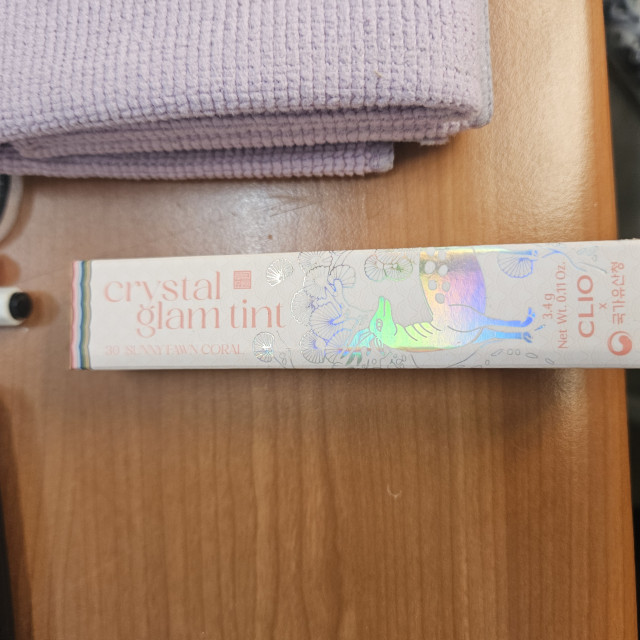 crystal
glam tint
30 SUNNY FAWN CORAL
3.4 g
Net WT. 0.11 Oz.
CLIO
×
국가유산청